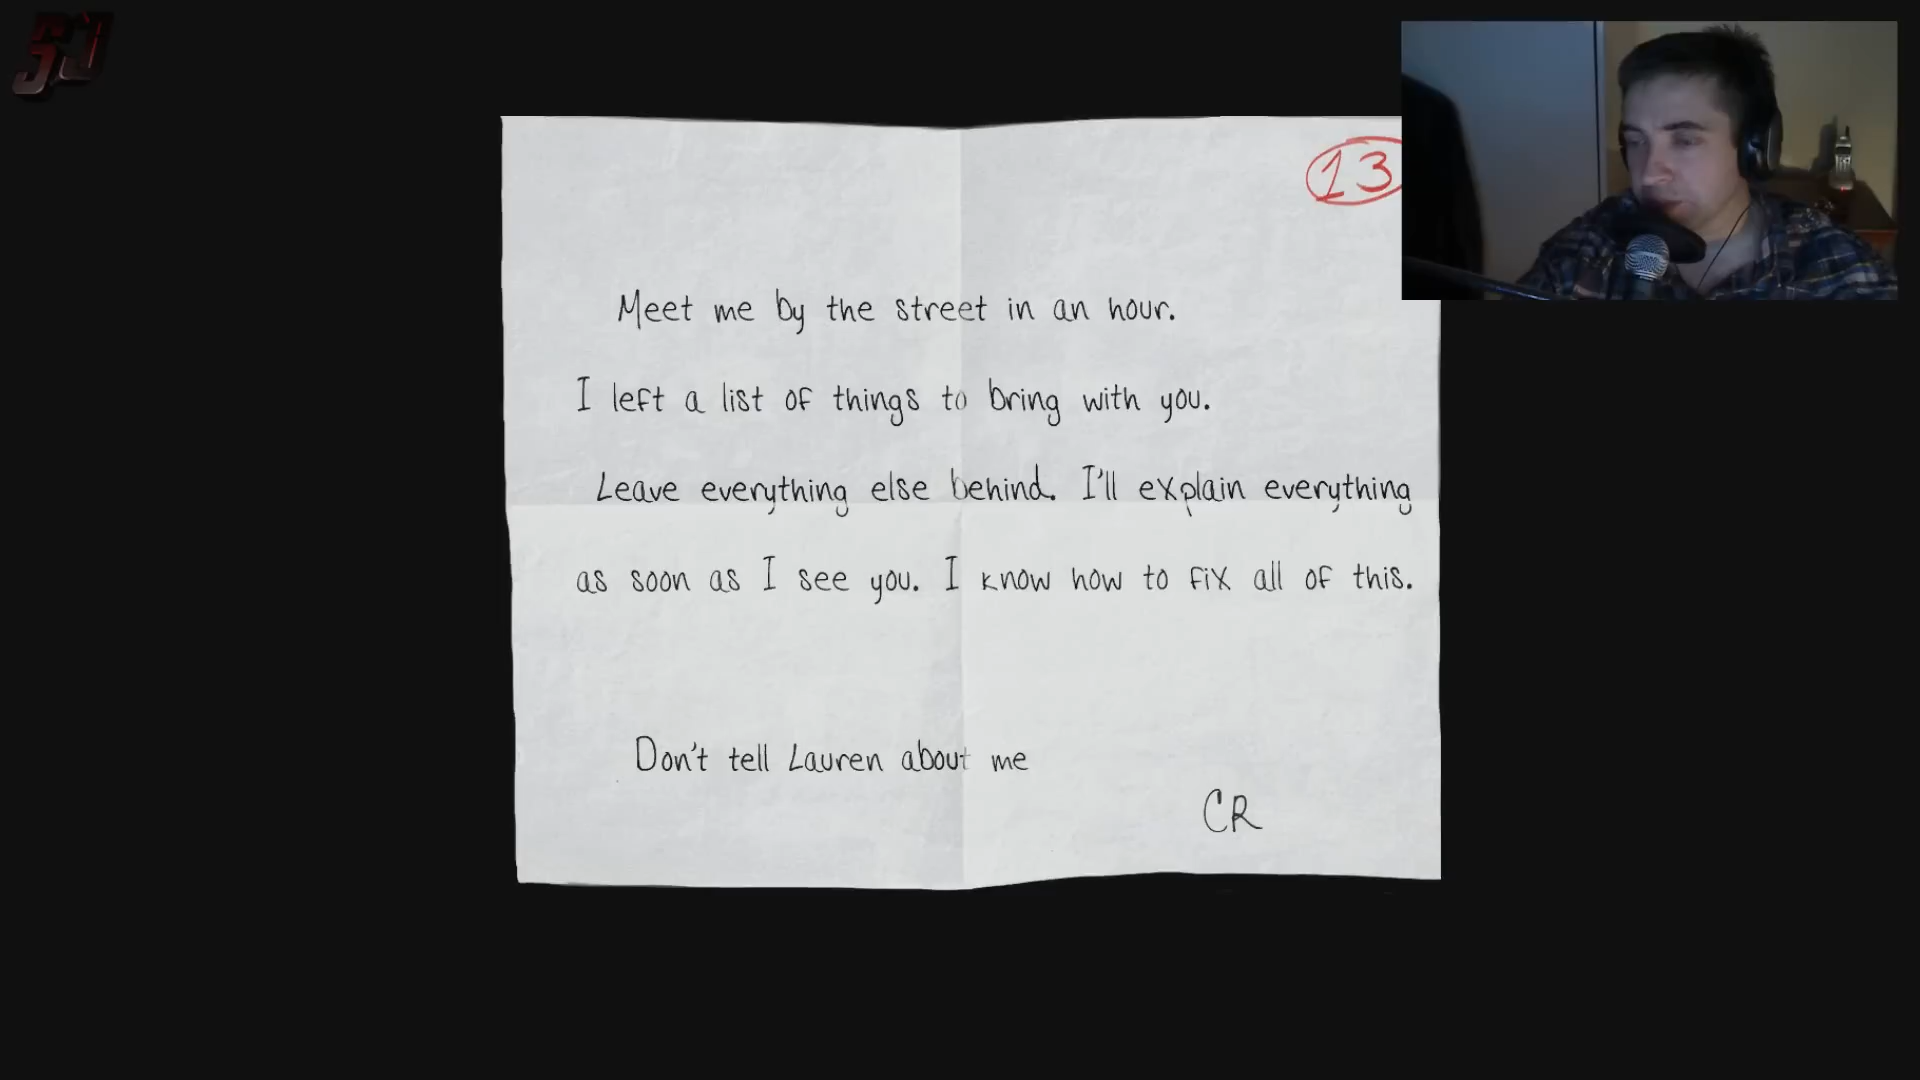 SJ
13
Meet me by the street in an hour.
I left a list of things to bring with you.
Leave everything else behind. I'll explain everything
as soon as I see you. I know how to fix all of this.
Don't tell Lauren about me
CR